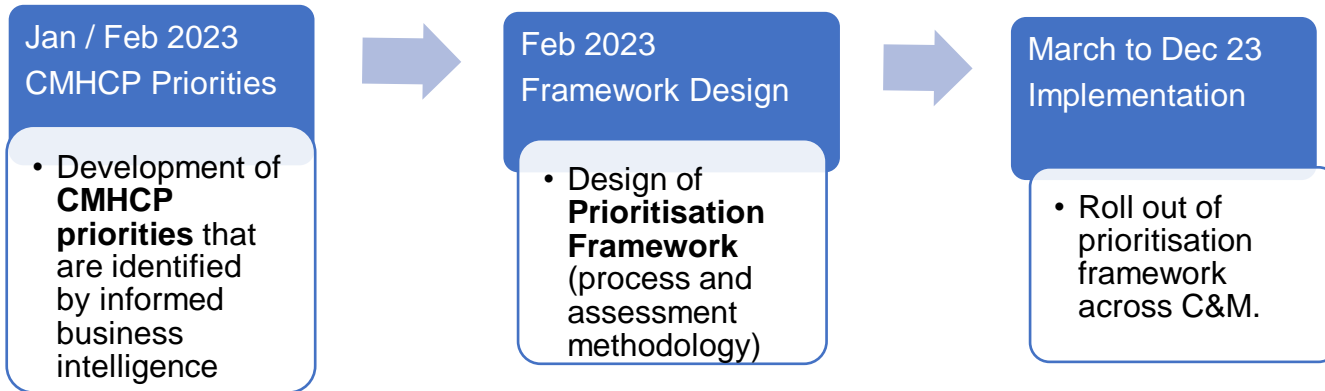 Jan / Feb 2023
CMHCP Priorities
• Development of
CMHCP
priorities that
are identified
by informed
business
intelligence
Feb 2023
Framework Design
• Design of
Prioritisation
Framework
(process and
assessment
methodology)
March to Dec 23
Implementation
• Roll out of
prioritisation
framework
across C&M.